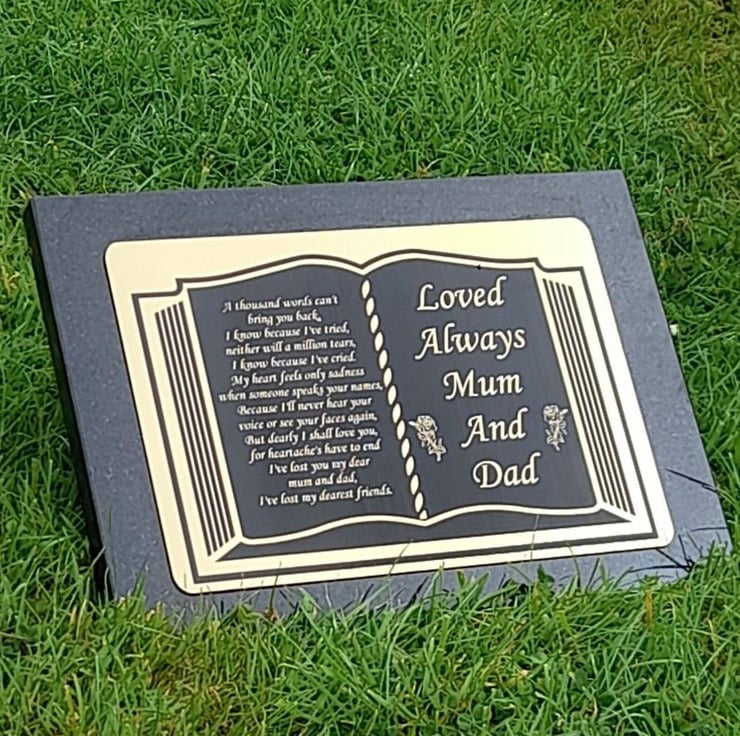 A thousand words can't
bring you back,
I know because I've tried,
neither will a million tears,
I know because I've cried.
My heart feels only sadness
when someone speaks your names,
Because I'll never hear your
voice or see your faces again,
But dearly I shall love you,
for heartache's have to end
I've lost you my dear
mum and dad,
I've lost my dearest friends.
Loved
Always
Mum
And
Dad